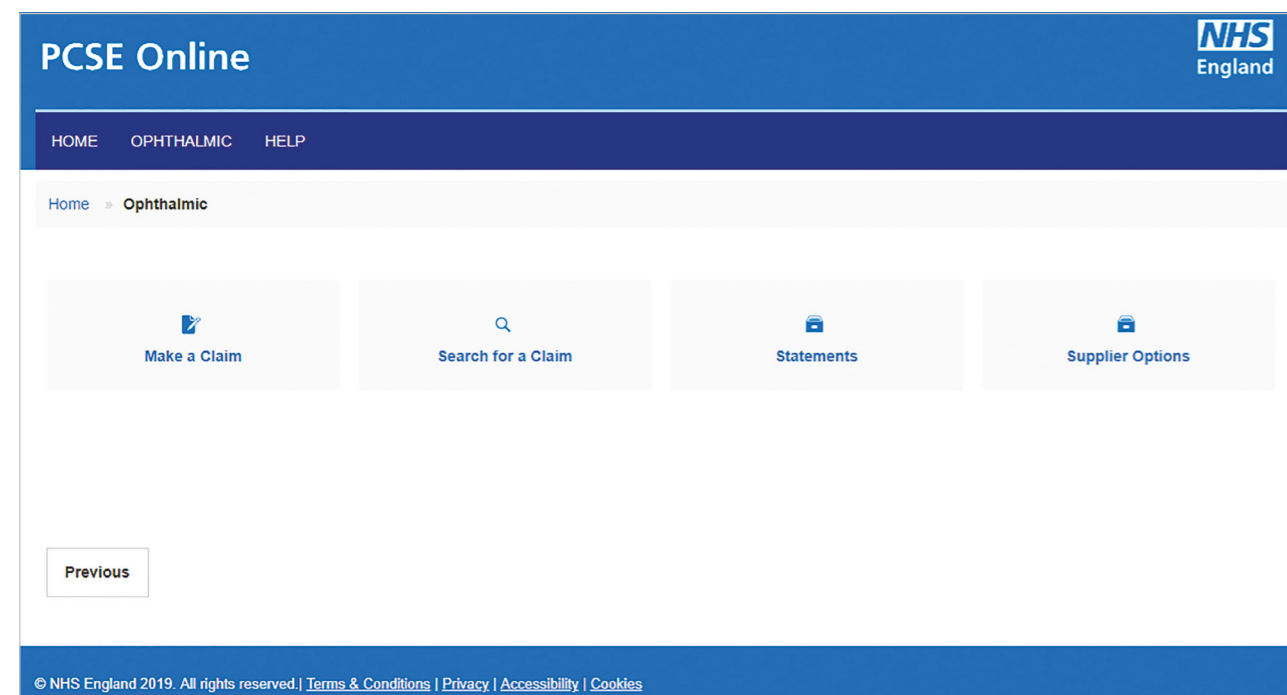 PCSE Online
NHS
England
HOME OPHTHALMIC HELP
Home » Ophthalmic
Make a Claim Search for a Claim Statements Supplier Options
Previous
© NHS England 2019. All rights reserved.| Terms & Conditions | Privacy | Accessibility | Cookies